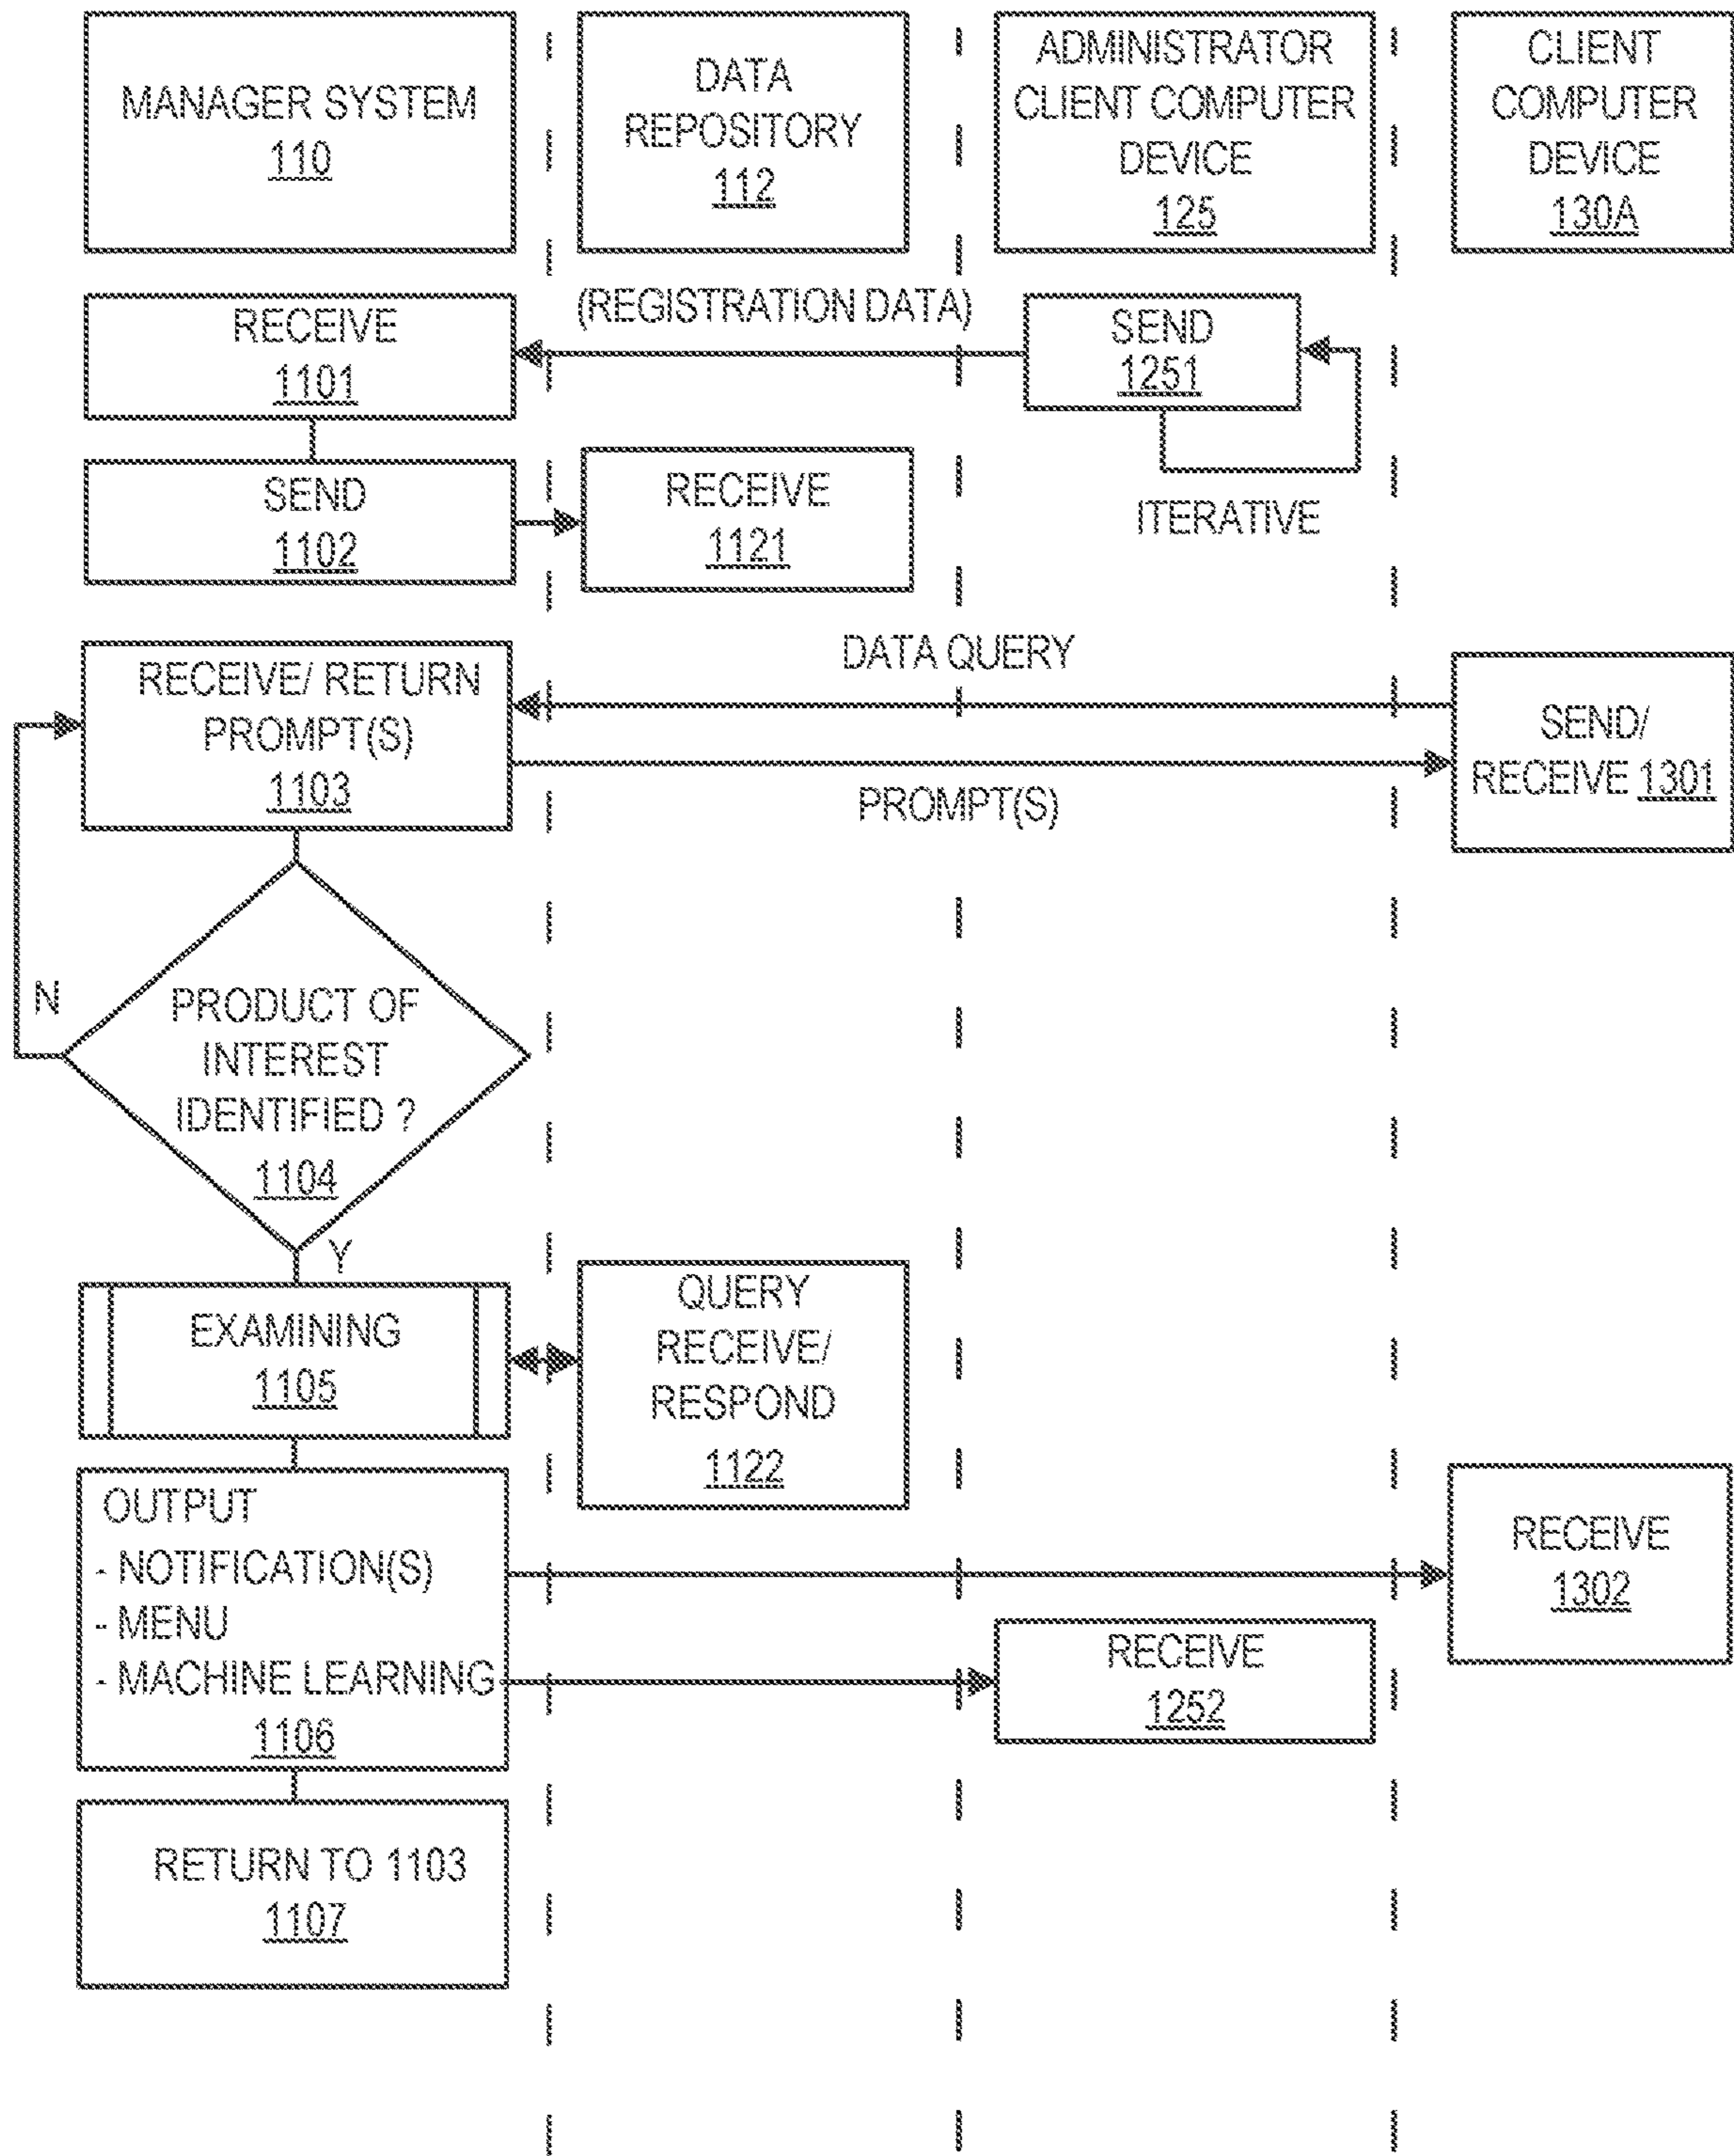 MANAGER SYSTEM
110
DATA
REPOSITORY
112
ADMINISTRATOR
CLIENT COMPUTER
DEVICE
125
CLIENT
COMPUTER
DEVICE
130A
RECEIVE
1101
(REGISTRATION DATA)
SEND
1251
ITERATIVE
SEND
1102
RECEIVE
1121
RECEIVE/ RETURN
PROMPT(S)
1103
DATA QUERY
PROMPT(S)
SEND/
RECEIVE 1301
N
PRODUCT OF
INTEREST
IDENTIFIED ?
1104
Y
EXAMINING
1105
QUERY
RECEIVE/
RESPOND
1122
OUTPUT
- NOTIFICATION(S)
- MENU
- MACHINE LEARNING
1106
RECEIVE
1302
RECEIVE
1252
RETURN TO 1103
1107